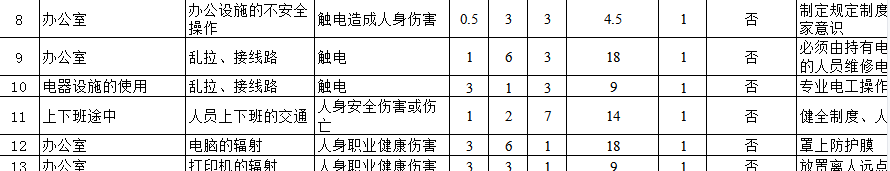 8 办公室 办公设施的不安全操作 触电造成人身伤害 0.5 3 3 4.5 1 否 制定规定制度 家意识
9 办公室 乱拉、接线路 触电 1 6 3 18 1 否 必须由持有电 的人员维修电
10 电器设施的使用 乱拉、接线路 触电 3 1 3 9 1 否 专业电工操作
11 上下班途中 人员上下班的交通 人身安全伤害或伤亡 1 2 7 14 1 否 健全制度、人
12 办公室 电脑的辐射 人身职业健康伤害 3 6 1 18 1 否 罩上防护膜
13 办公室 打印机的辐射 人身职业健康伤害 3 3 1 9 1 否 放置离人远点